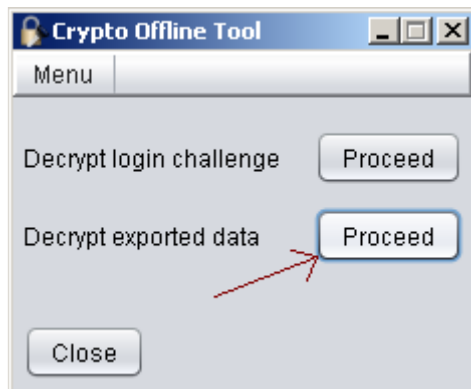 Crypto Offline Tool
Menu
Decrypt login challenge Proceed
Decrypt exported data Proceed
Close